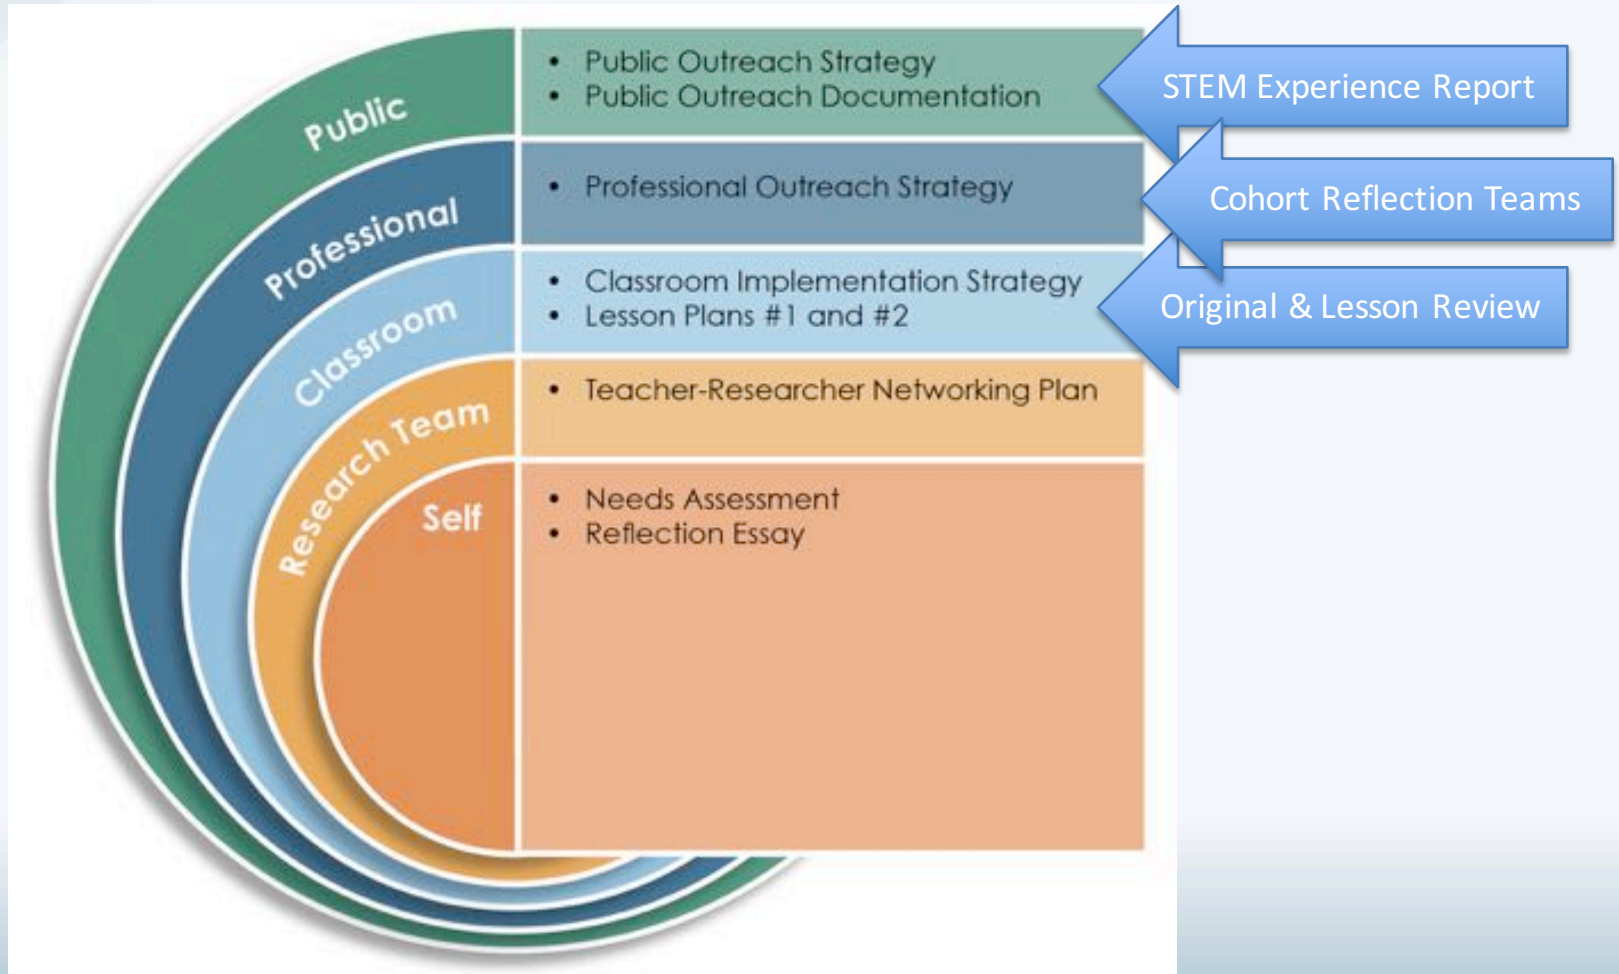 Public
• Public Outreach Strategy
• Public Outreach Documentation
STEM Experience Report
Professional
• Professional Outreach Strategy
Cohort Reflection Teams
Classroom
• Classroom Implementation Strategy
• Lesson Plans #1 and #2
Original & Lesson Review
Research Team
• Teacher-Researcher Networking Plan
Self
• Needs Assessment
• Reflection Essay